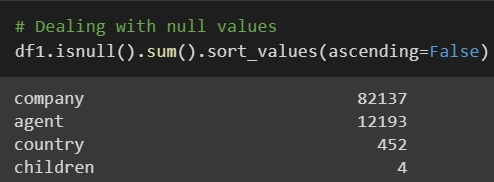 # Dealing with null values
df1.isnull().sum().sort_values(ascending=False)
company 82137
agent 12193
country 452
children 4